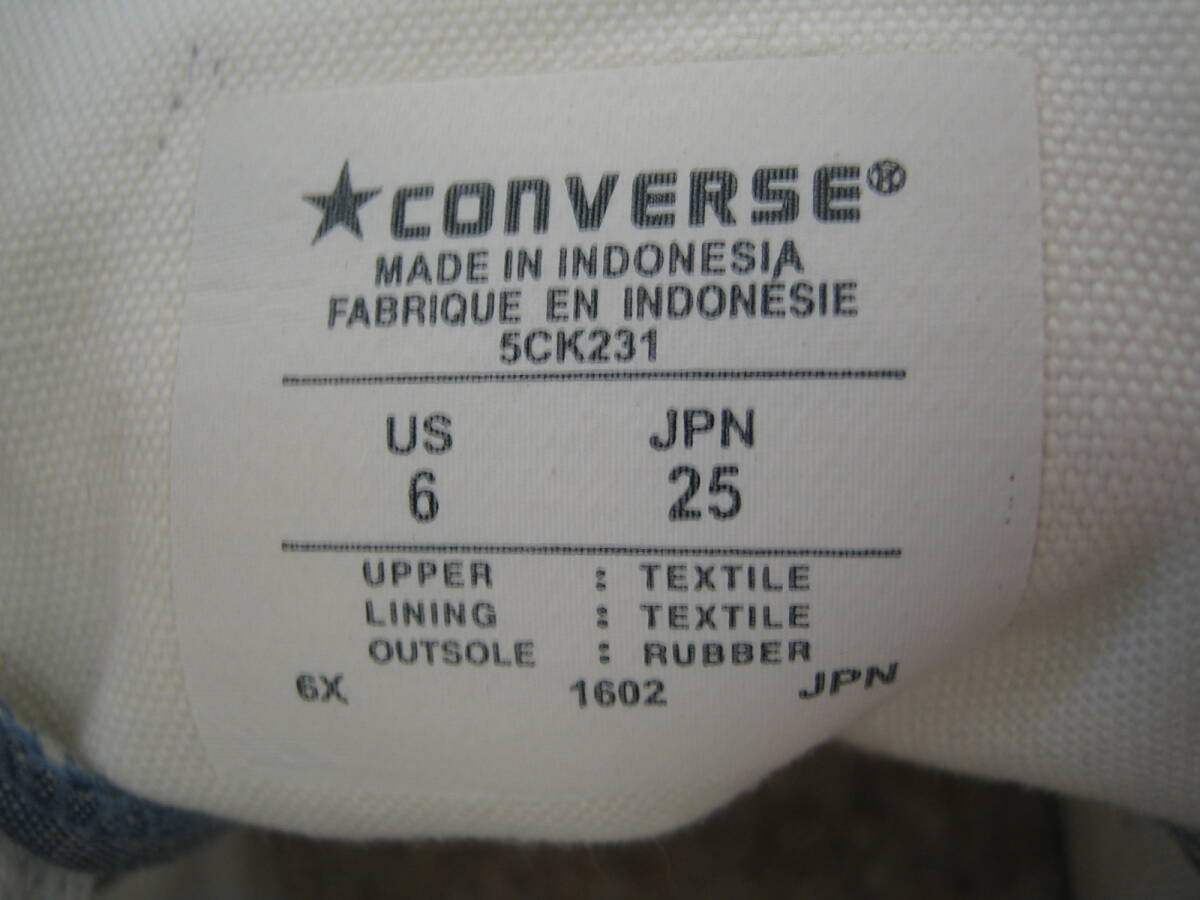 ★CONVERSE®
MADE IN INDONESIA
FABRIQUE EN INDONESIE
5CK231
US JPN
6 25
UPPER : TEXTILE
LINING : TEXTILE
OUTSOLE : RUBBER
6X 1602 JPN